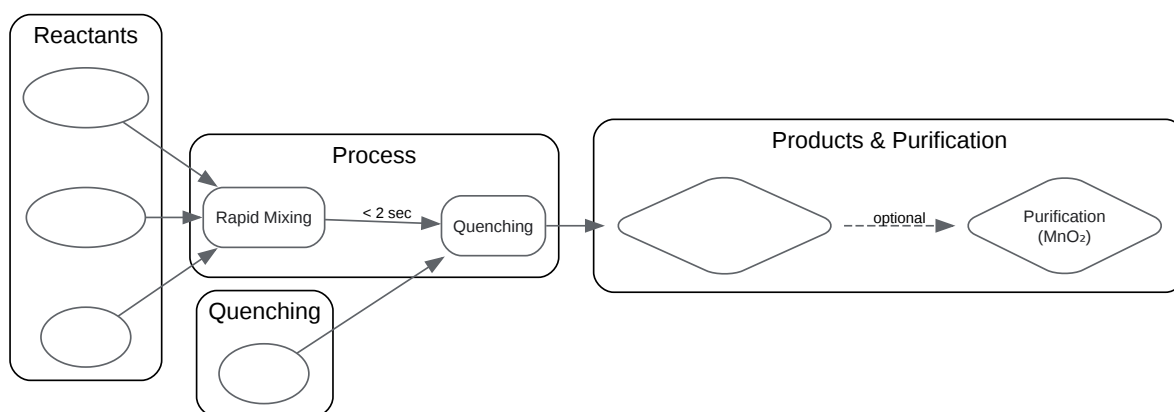 Reactants
Process
Rapid Mixing
< 2 sec
Quenching
Quenching
Products & Purification
optional
Purification
(MnO₂)